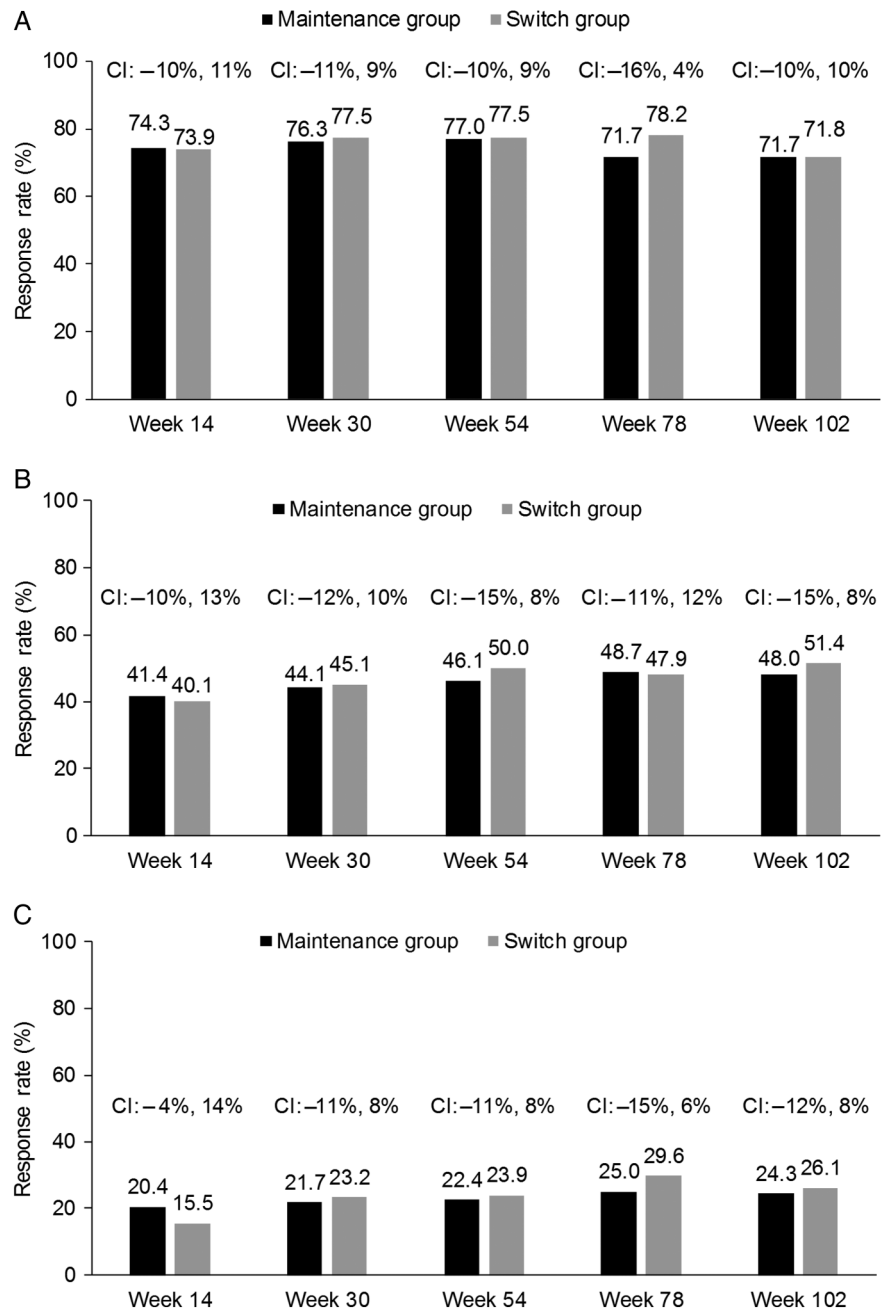 A
Maintenance group Switch group
Response rate (%)
100
80
60
40
20
0
CI: –10%, 11% CI: –11%, 9% CI: –10%, 9% CI: –16%, 4% CI: –10%, 10%
74.3 73.9 76.3 77.5 77.0 77.5 71.7 78.2 71.7 71.8
Week 14 Week 30 Week 54 Week 78 Week 102
B
Maintenance group Switch group
Response rate (%)
100
80
60
40
20
0
CI: –10%, 13% CI: –12%, 10% CI: –15%, 8% CI: –11%, 12% CI: –15%, 8%
41.4 40.1 44.1 45.1 46.1 50.0 48.7 47.9 48.0 51.4
Week 14 Week 30 Week 54 Week 78 Week 102
C
Maintenance group Switch group
Response rate (%)
100
80
60
40
20
0
CI: –4%, 14% CI: –11%, 8% CI: –11%, 8% CI: –15%, 6% CI: –12%, 8%
20.4 15.5 21.7 23.2 22.4 23.9 25.0 29.6 24.3 26.1
Week 14 Week 30 Week 54 Week 78 Week 102